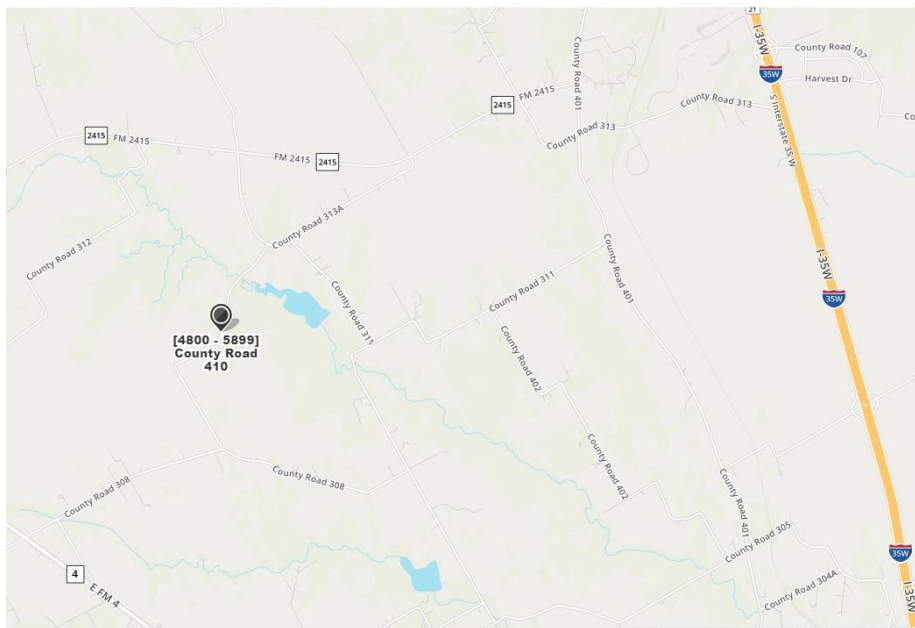 21
I-35W
County Road 107
35W
Harvest Dr
County Road 401
FM 2415
2415
County Road 313
S Interstate 35 W
Co
2415
FM 2415
County Road 313
FM 2415
2415
County Road 313A
County Road 312
County Road 401
I-35W
County Road 311
County Road 311
35W
[4800 - 5899]
County Road
410
County Road 402
County Road 402
County Road 308
County Road 308
County Road 401
County Road 305
35W
4
E FM 4
County Road 304A
I-35W